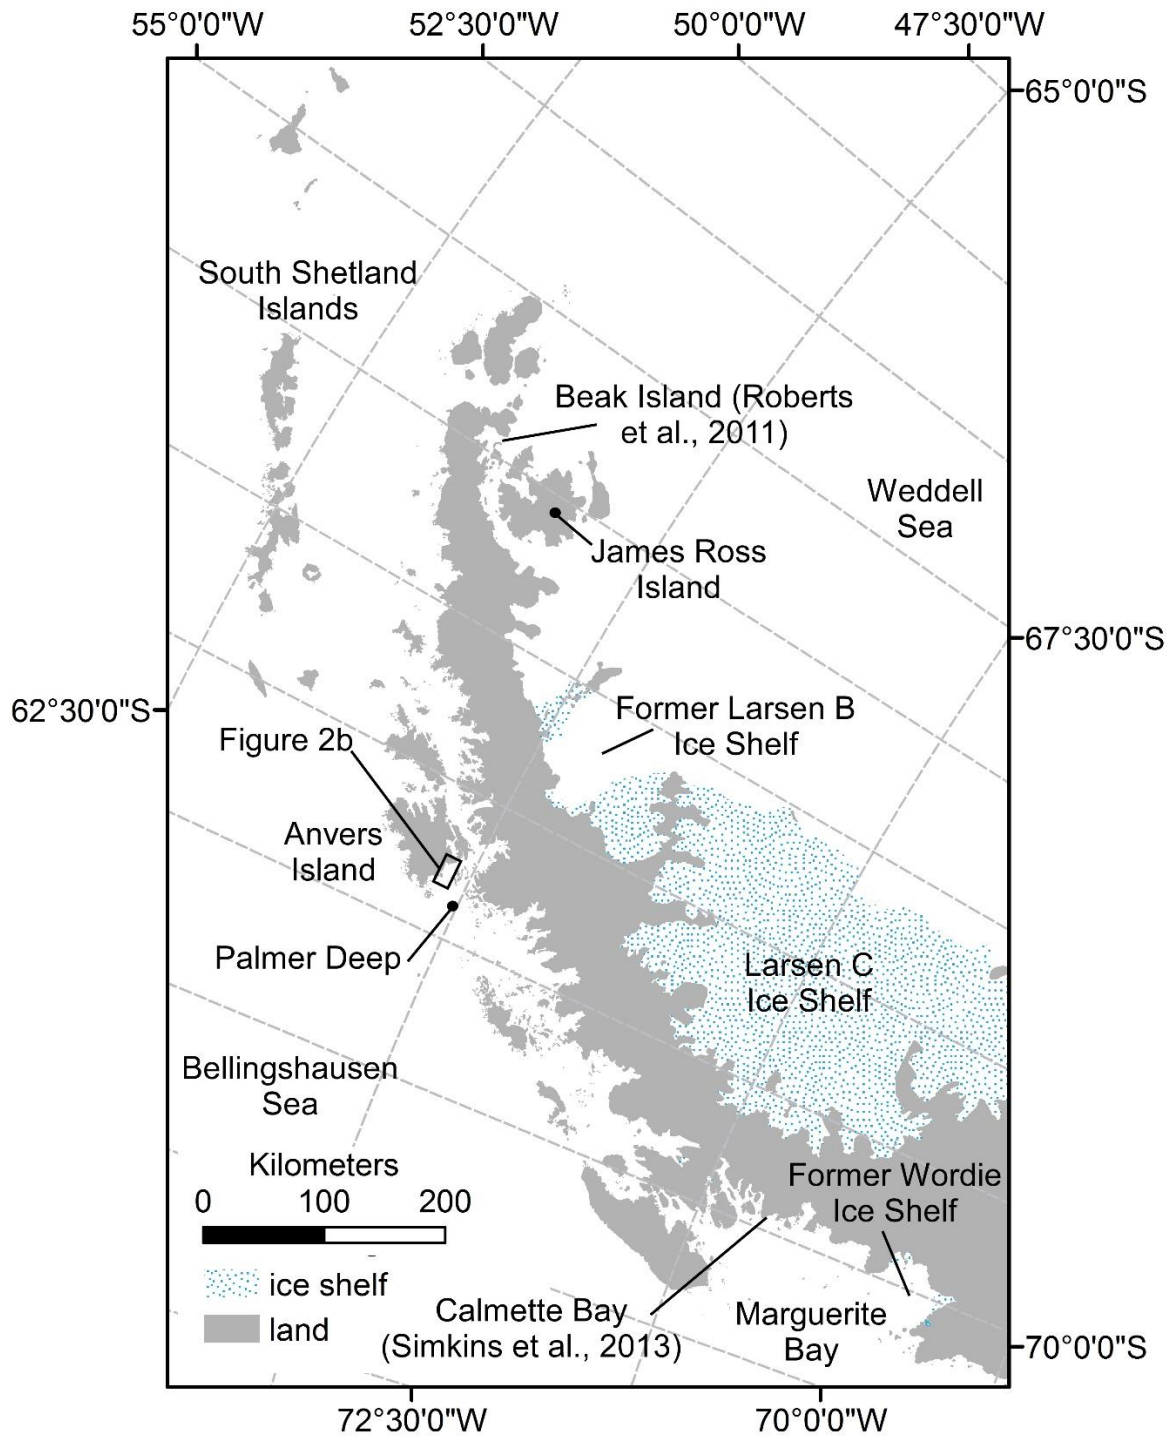 55°0'0"W
52°30'0"W
50°0'0"W
47°30'0"W
65°0'0"S
South Shetland
Islands
Beak Island (Roberts
et al., 2011)
Weddell
Sea
James Ross
Island
67°30'0"S
62°30'0"S
Former Larsen B
Ice Shelf
Figure 2b
Anvers
Island
Palmer Deep
Larsen C
Ice Shelf
Bellingshausen
Sea
Kilometers
0 100 200
Former Wordie
Ice Shelf
ice shelf
land
Calmette Bay
(Simkins et al., 2013)
Marguerite
Bay
70°0'0"S
72°30'0"W
70°0'0"W